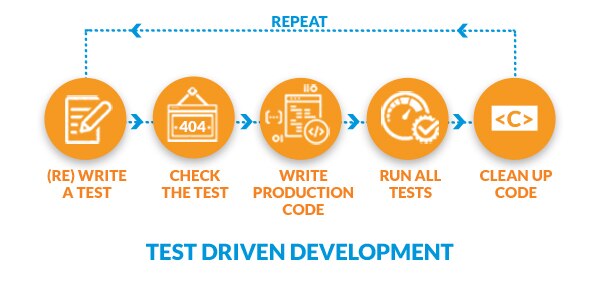 REPEAT
404
<C>
(RE) WRITE
A TEST
CHECK
THE TEST
WRITE
PRODUCTION
CODE
RUN ALL
TESTS
CLEAN UP
CODE
TEST DRIVEN DEVELOPMENT